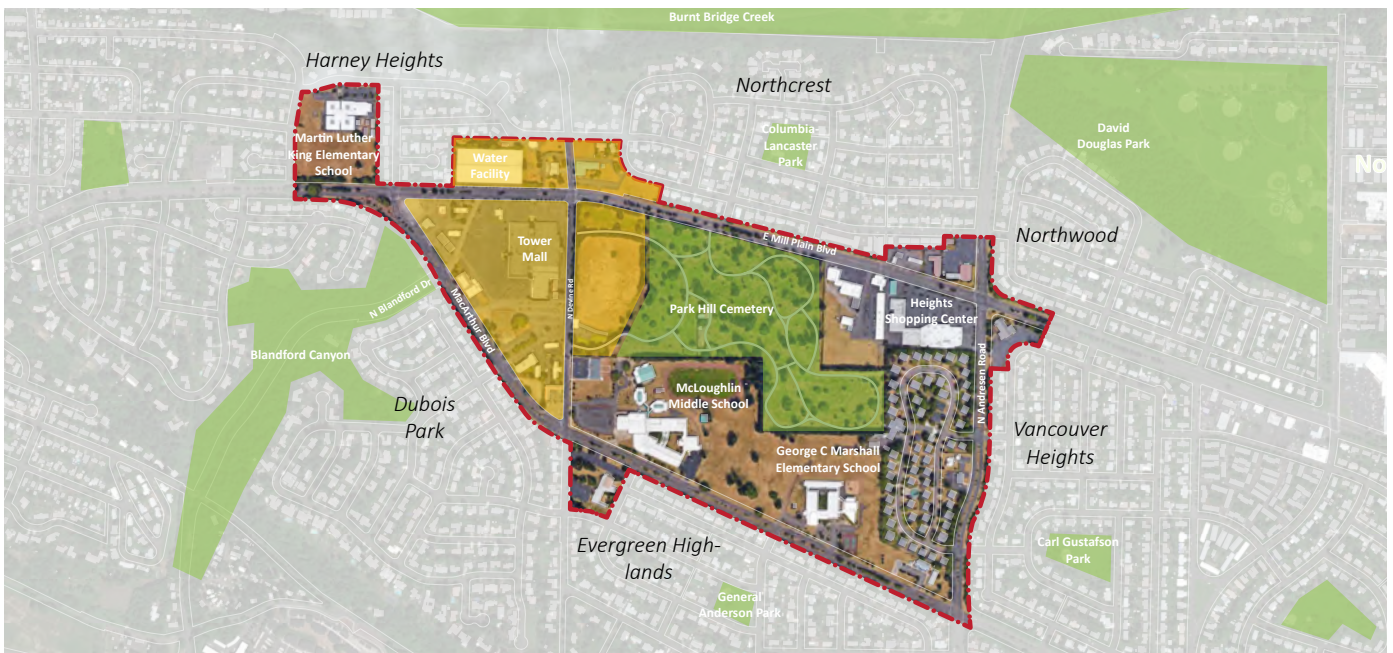 Burnt Bridge Creek
Harney Heights
Northcrest
Martin Luther
King Elementary
School
Water
Facility
Columbia-
Lancaster
Park
David
Douglas Park
No
Tower
Mall
E Mill Plain Blvd
Northwood
N Blandford Dr
MacArthur Blvd
N Devine Rd
Park Hill Cemetery
Heights
Shopping Center
Blandford Canyon
McLoughlin
Middle School
N Andresen Road
Dubois
Park
George C Marshall
Elementary School
Vancouver
Heights
Evergreen High-
lands
Carl Gustafson
Park
General
Anderson Park